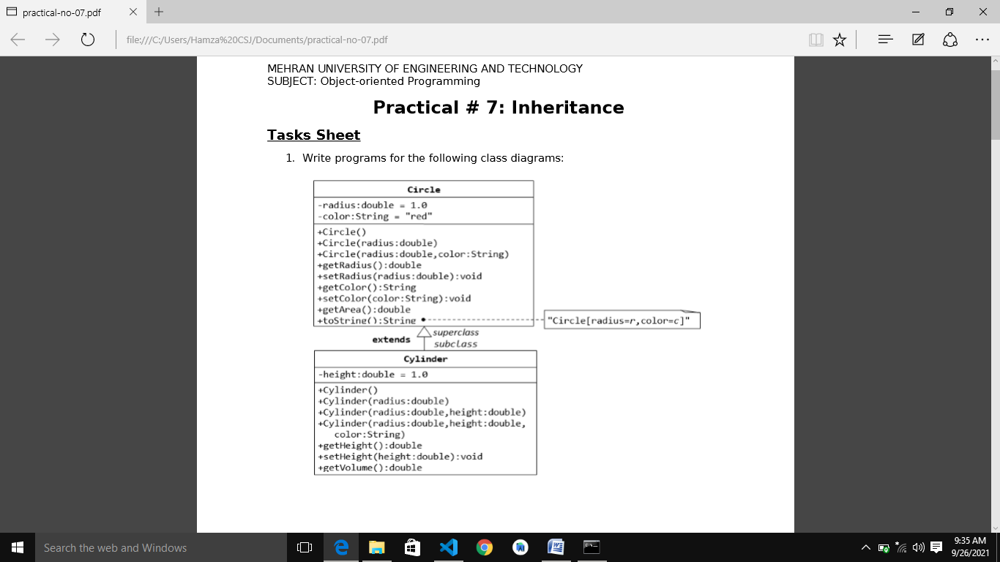 practical-no-07.pdf
file:///C:/Users/Hamza%20CSJ/Documents/practical-no-07.pdf
MEHRAN UNIVERSITY OF ENGINEERING AND TECHNOLOGY
SUBJECT: Object-oriented Programming
Practical # 7: Inheritance
Tasks Sheet
1. Write programs for the following class diagrams:
Circle
-radius:double = 1.0
-color:String = "red"
+Circle()
+Circle(radius:double)
+Circle(radius:double,color:String)
+getRadius():double
+setRadius(radius:double):void
+getColor():String
+setColor(color:String):void
+getArea():double
+toString():String
"Circle[radius=r,color=c]"
superclass
extends
subclass
Cylinder
-height:double = 1.0
+Cylinder()
+Cylinder(radius:double)
+Cylinder(radius:double,height:double)
+Cylinder(radius:double,height:double,
color:String)
+getHeight():double
+setHeight(height:double):void
+getVolume():double
Search the web and Windows
9:35 AM
9/26/2021